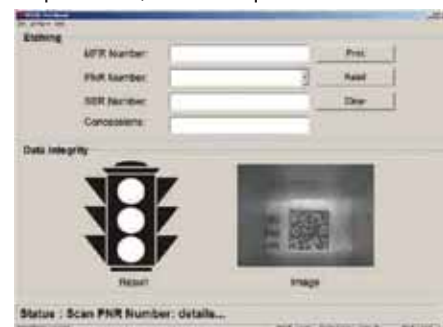 Etching
MFR Number:
Print
PNR Number:
Read
SER Number:
Clear
Concessions:
Data Integrity
Result
Image
Status : Scan PNR Number: details...